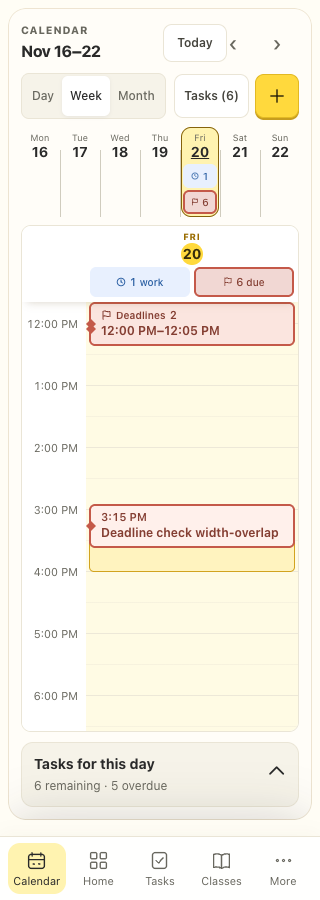 CALENDAR
Nov 16–22
Today
Day Week Month Tasks (6)
Mon Tue Wed Thu Fri Sat Sun
16 17 18 19 20 21 22
1
6
FRI
20
1 work 6 due
12:00 PM
Deadlines 2
12:00 PM–12:05 PM
1:00 PM
2:00 PM
3:00 PM
3:15 PM
Deadline check width-overlap
4:00 PM
5:00 PM
6:00 PM
Tasks for this day
6 remaining · 5 overdue
Calendar Home Tasks Classes More